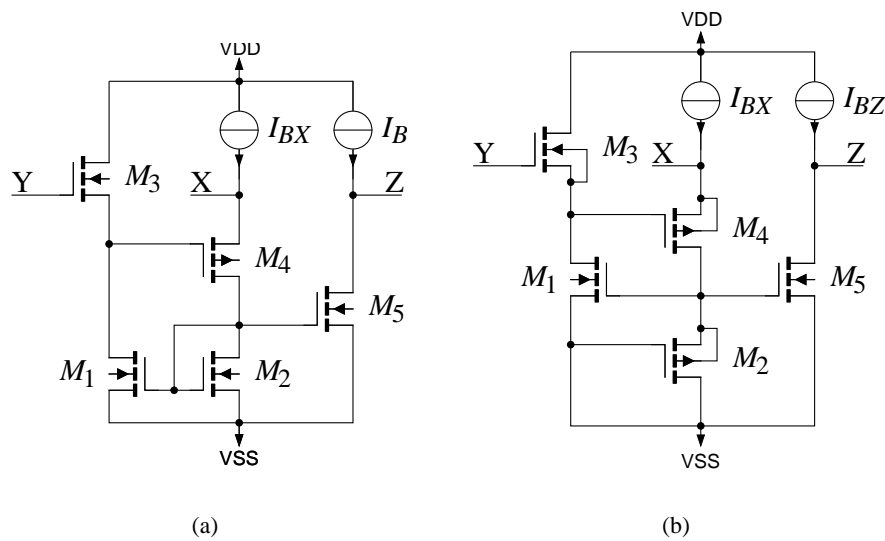 VDD
I_BX
I_B
Y
M_3
X
Z
M_4
M_5
M_1
M_2
VSS
(a)
VDD
I_BX
I_BZ
Y
M_3
X
Z
M_4
M_1
M_5
M_2
VSS
(b)